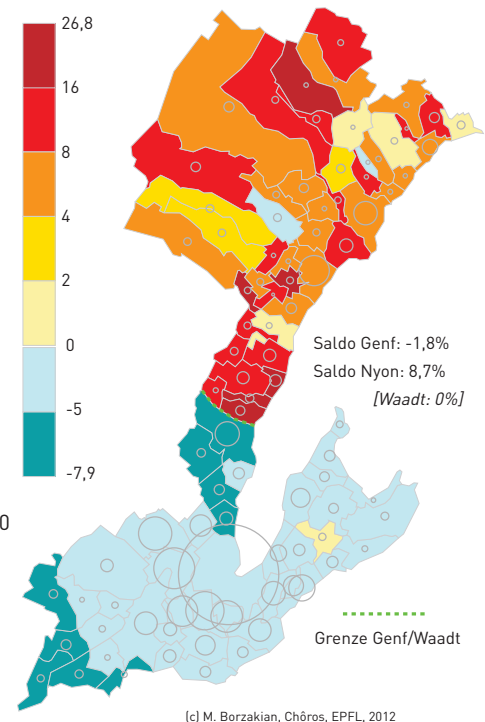 26,8
16
8
4
2
0
-5
-7,9
0
Saldo Genf: -1,8%
Saldo Nyon: 8,7%
[Waadt: 0%]
Grenze Genf/Waadt
(c) M. Borzakian, Chôros, EPFL, 2012